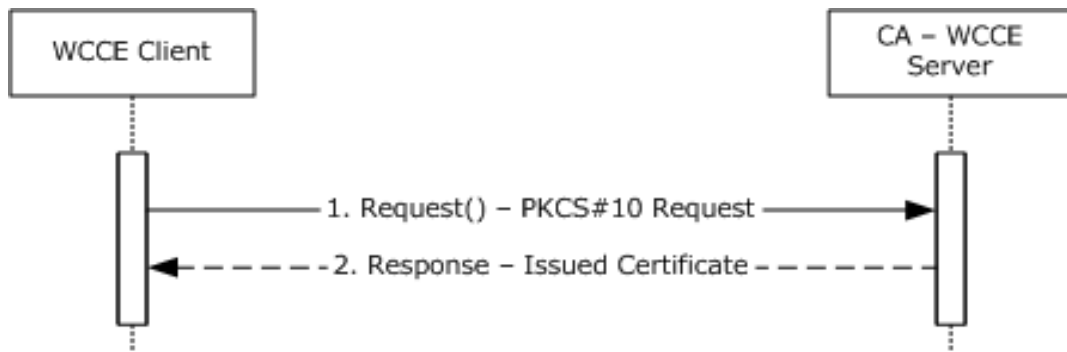 WCCE Client
CA – WCCE
Server
1. Request() – PKCS#10 Request
2. Response – Issued Certificate